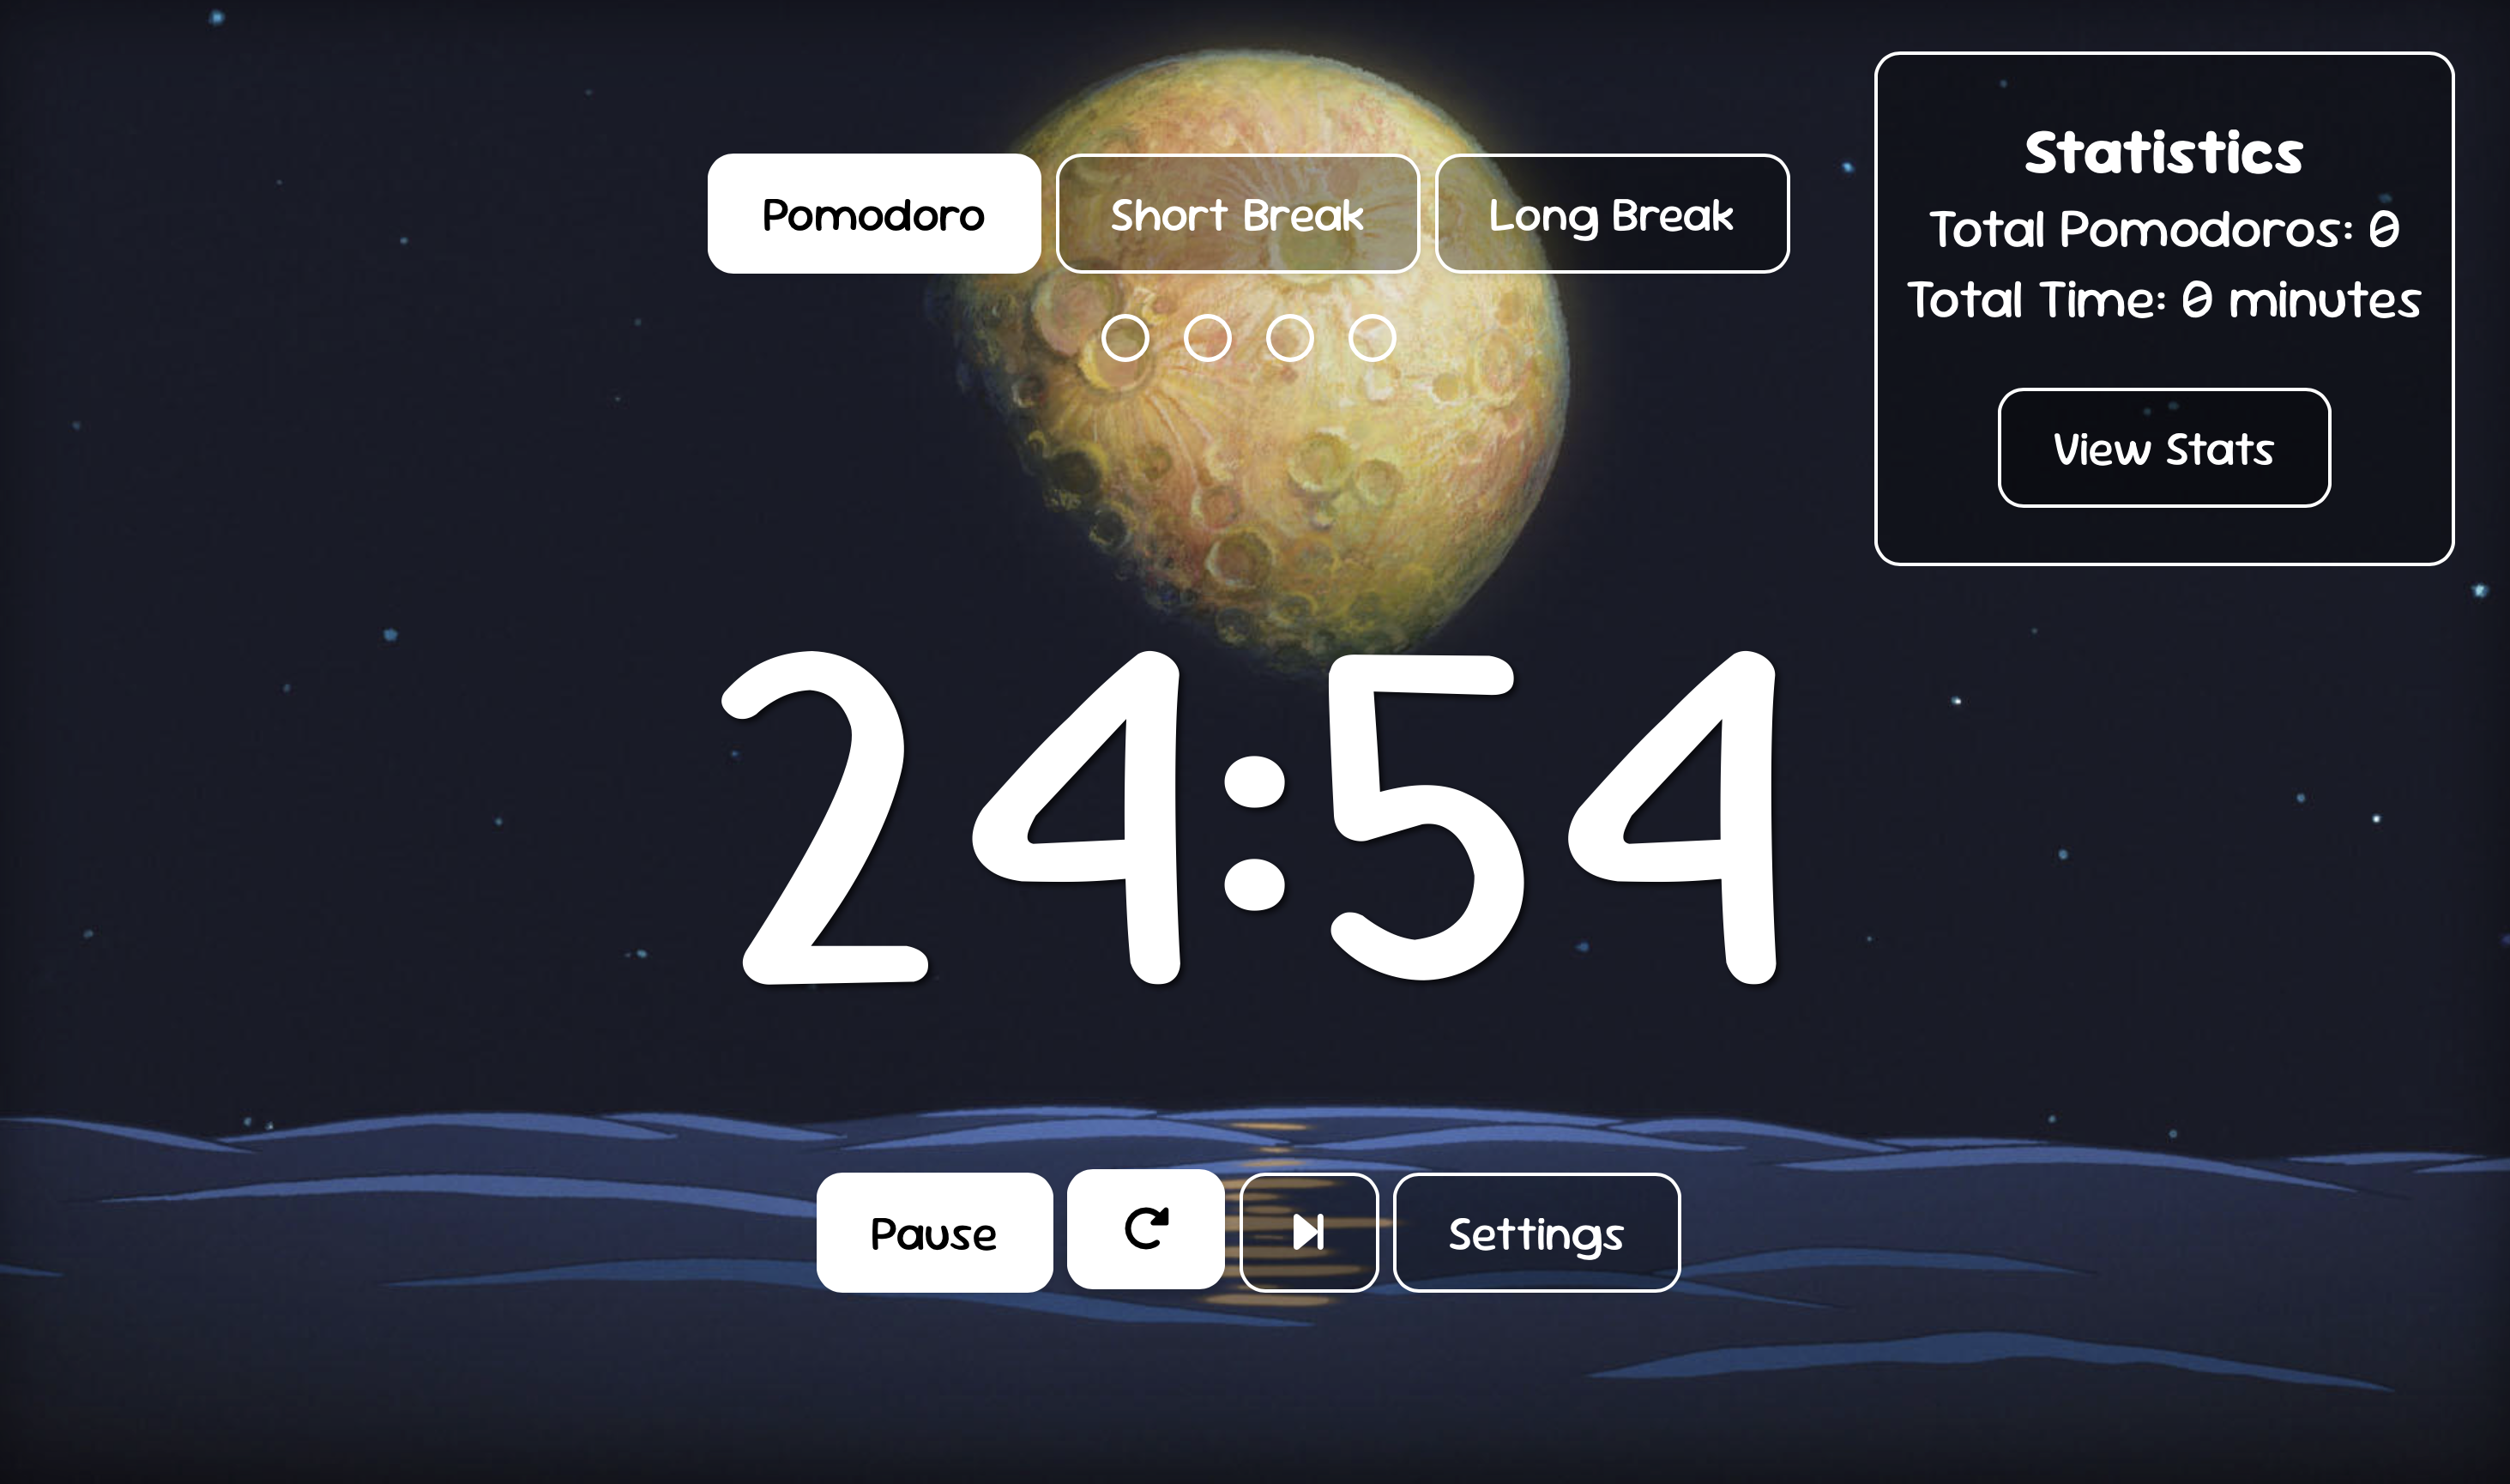 Pomodoro Short Break Long Break
Statistics
Total Pomodoros: 0
Total Time: 0 minutes
View Stats
24:54
Pause Settings